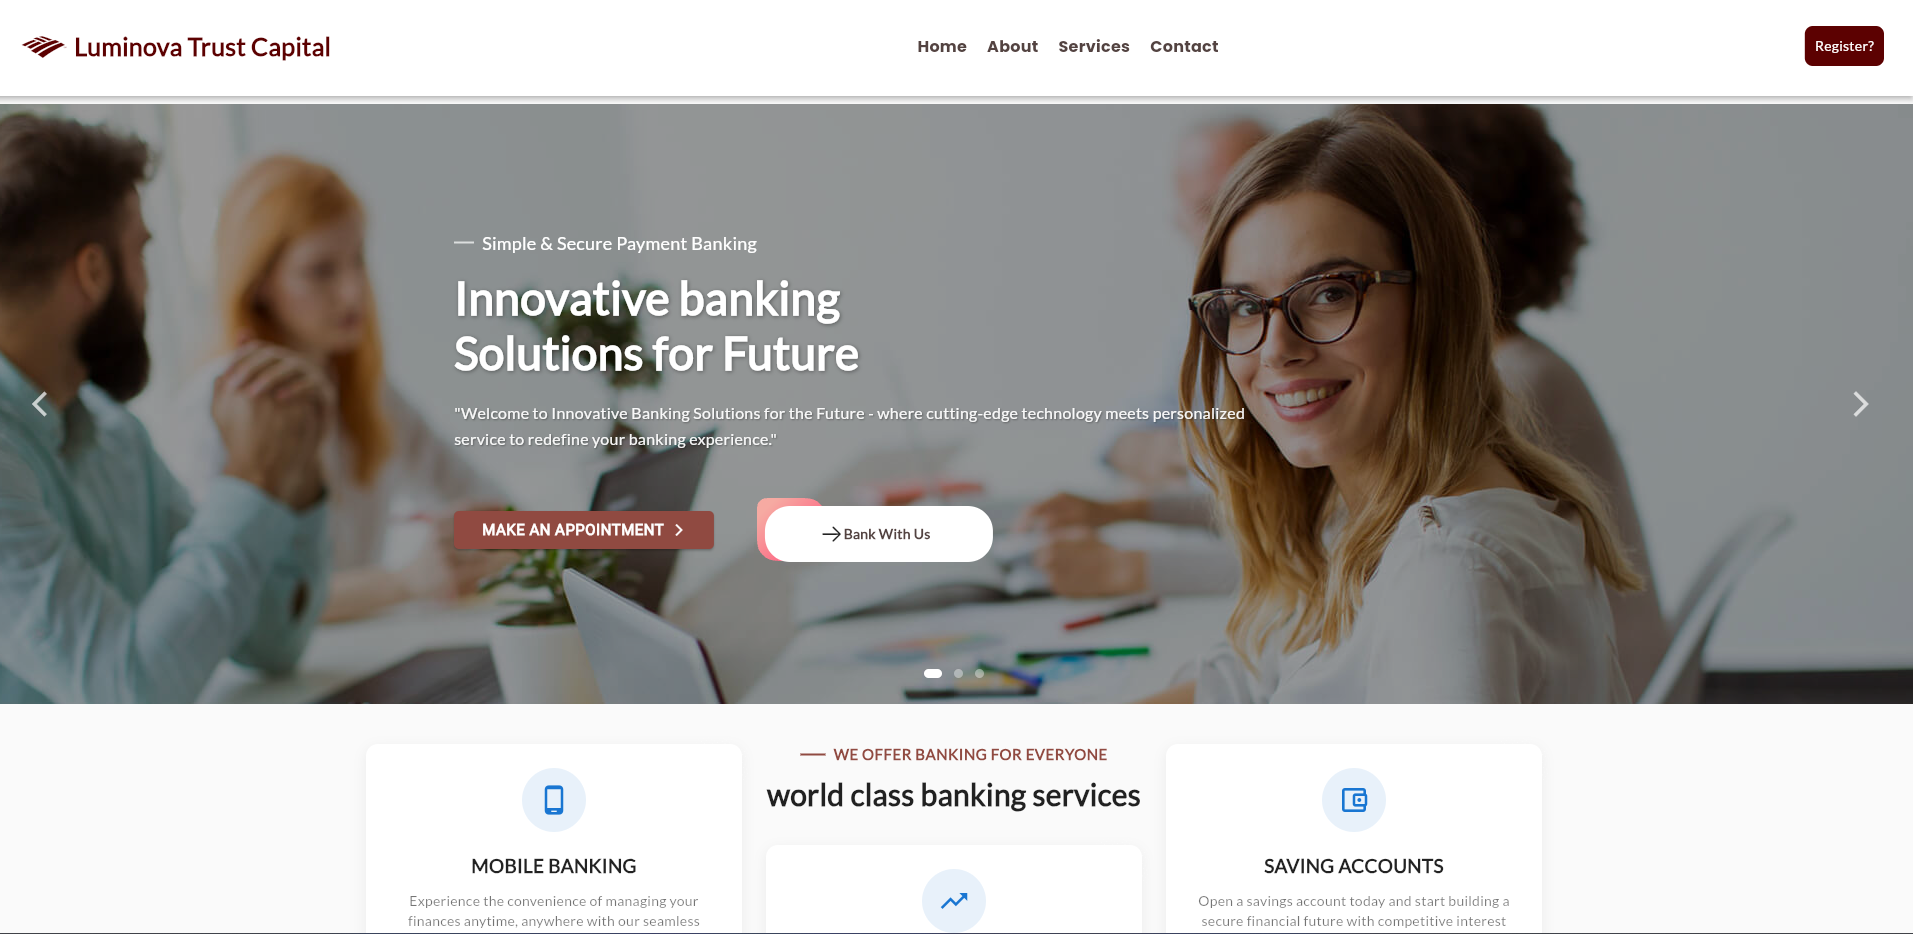 Luminova Trust Capital
Home About Services Contact
Register?
Simple & Secure Payment Banking
Innovative banking
Solutions for Future
"Welcome to Innovative Banking Solutions for the Future - where cutting-edge technology meets personalized
service to redefine your banking experience."
MAKE AN APPOINTMENT
Bank With Us
WE OFFER BANKING FOR EVERYONE
world class banking services
MOBILE BANKING
Experience the convenience of managing your
finances anytime, anywhere with our seamless
SAVING ACCOUNTS
Open a savings account today and start building a
secure financial future with competitive interest